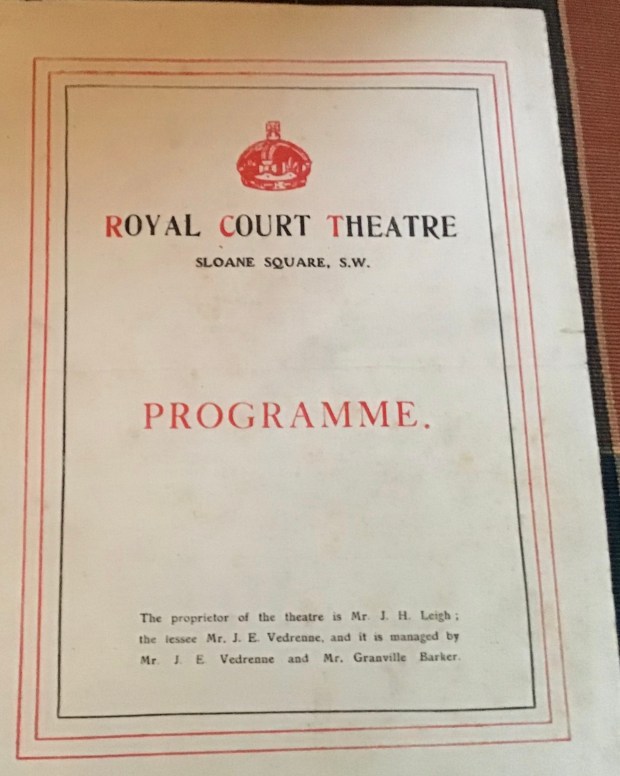 ROYAL COURT THEATRE
SLOANE SQUARE, S.W.
PROGRAMME.
The proprietor of the theatre is Mr. J. H. Leigh ;
the lessee Mr. J. E. Vedrenne, and it is managed by
Mr. J. E. Vedrenne and Mr. Granville Barker.